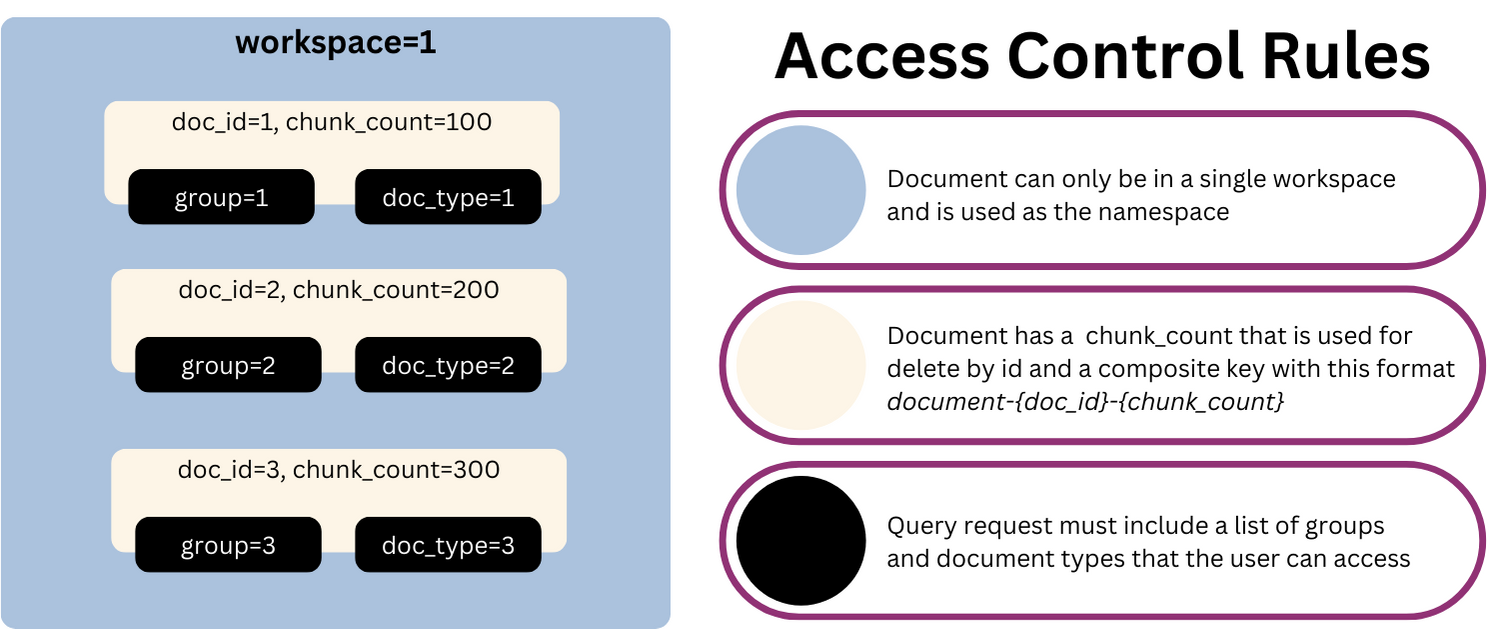 workspace=1
doc_id=1, chunk_count=100
group=1
doc_type=1
doc_id=2, chunk_count=200
group=2
doc_type=2
doc_id=3, chunk_count=300
group=3
doc_type=3
Access Control Rules
Document can only be in a single workspace
and is used as the namespace
Document has a  chunk_count that is used for
delete by id and a composite key with this format
document-{doc_id}-{chunk_count}
Query request must include a list of groups
and document types that the user can access